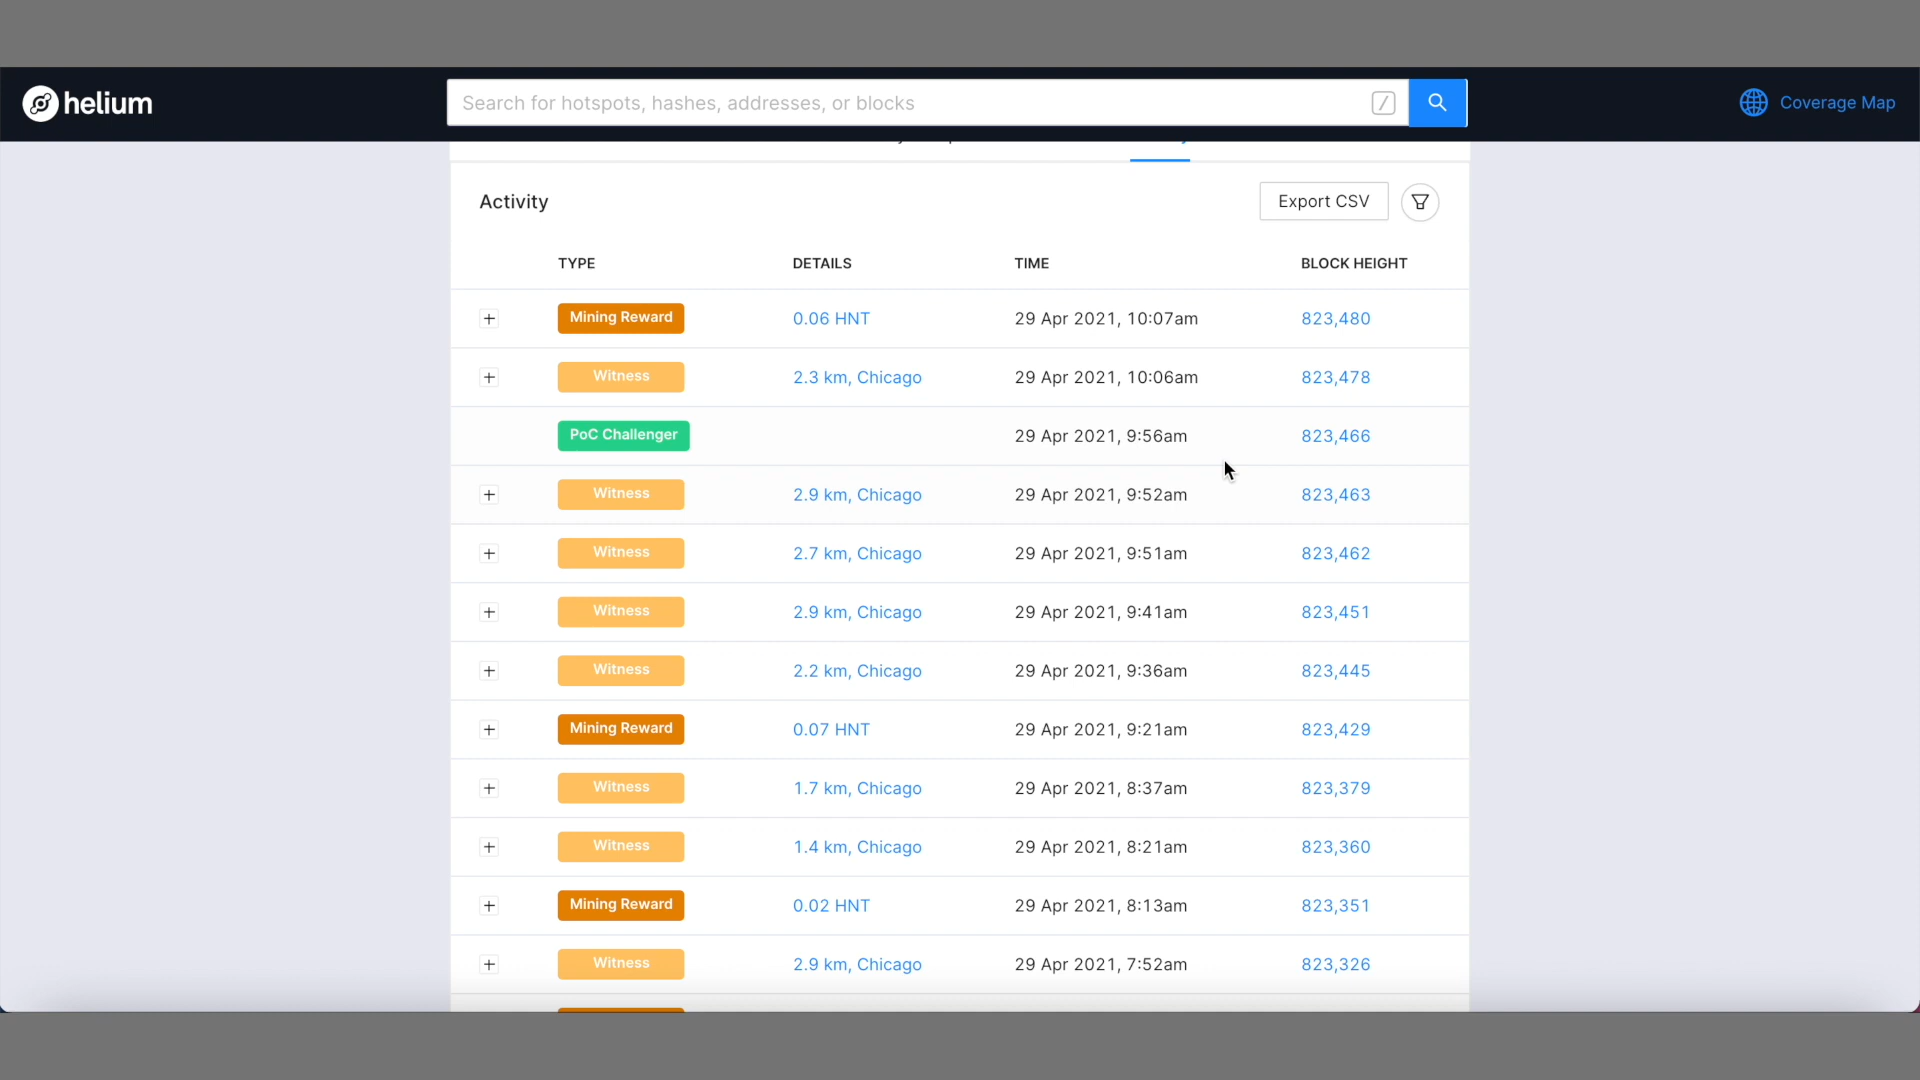 helium
Search for hotspots, hashes, addresses, or blocks /
Coverage Map
Activity
Export CSV
TYPE DETAILS TIME BLOCK HEIGHT
+ Mining Reward 0.06 HNT 29 Apr 2021, 10:07am 823,480
+ Witness 2.3 km, Chicago 29 Apr 2021, 10:06am 823,478
PoC Challenger 29 Apr 2021, 9:56am 823,466
+ Witness 2.9 km, Chicago 29 Apr 2021, 9:52am 823,463
+ Witness 2.7 km, Chicago 29 Apr 2021, 9:51am 823,462
+ Witness 2.9 km, Chicago 29 Apr 2021, 9:41am 823,451
+ Witness 2.2 km, Chicago 29 Apr 2021, 9:36am 823,445
+ Mining Reward 0.07 HNT 29 Apr 2021, 9:21am 823,429
+ Witness 1.7 km, Chicago 29 Apr 2021, 8:37am 823,379
+ Witness 1.4 km, Chicago 29 Apr 2021, 8:21am 823,360
+ Mining Reward 0.02 HNT 29 Apr 2021, 8:13am 823,351
+ Witness 2.9 km, Chicago 29 Apr 2021, 7:52am 823,326